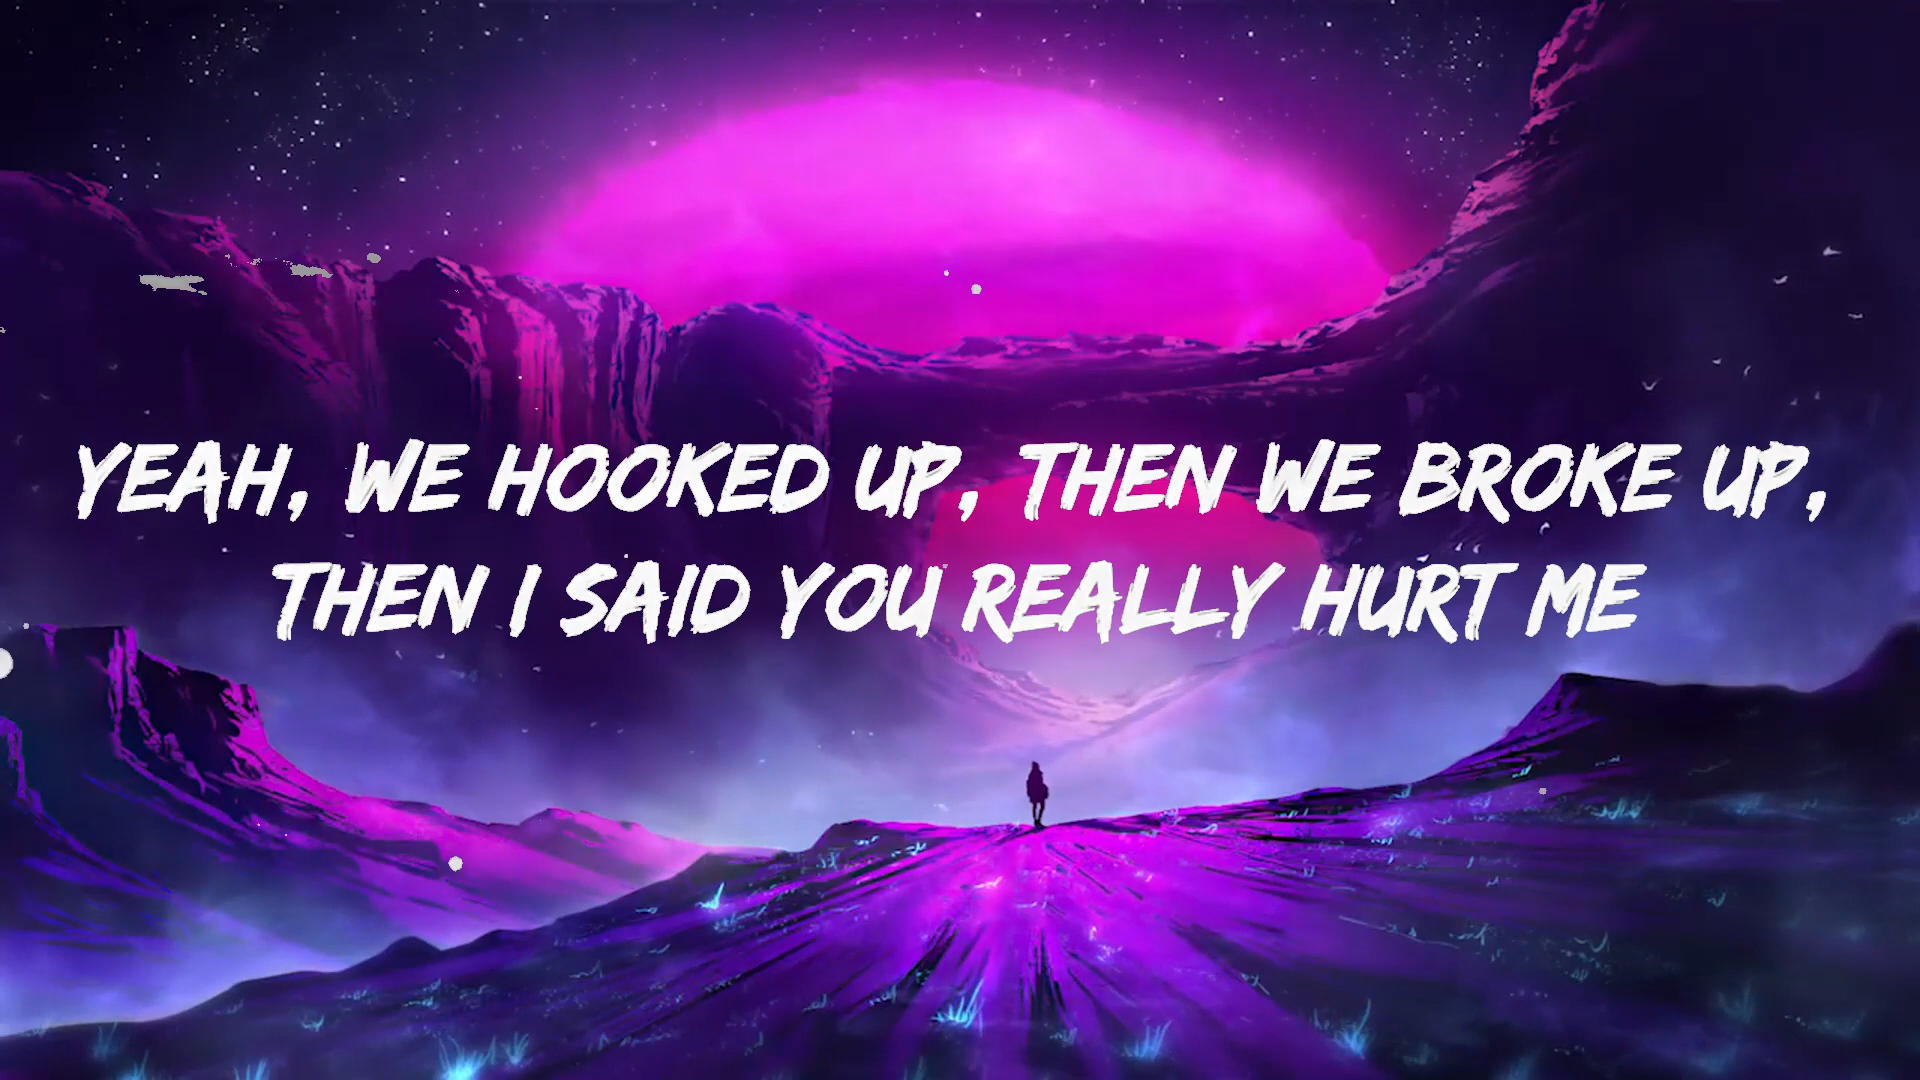 YEAH, WE HOOKED UP, THEN WE BROKE UP,
THEN I SAID YOU REALLY HURT ME